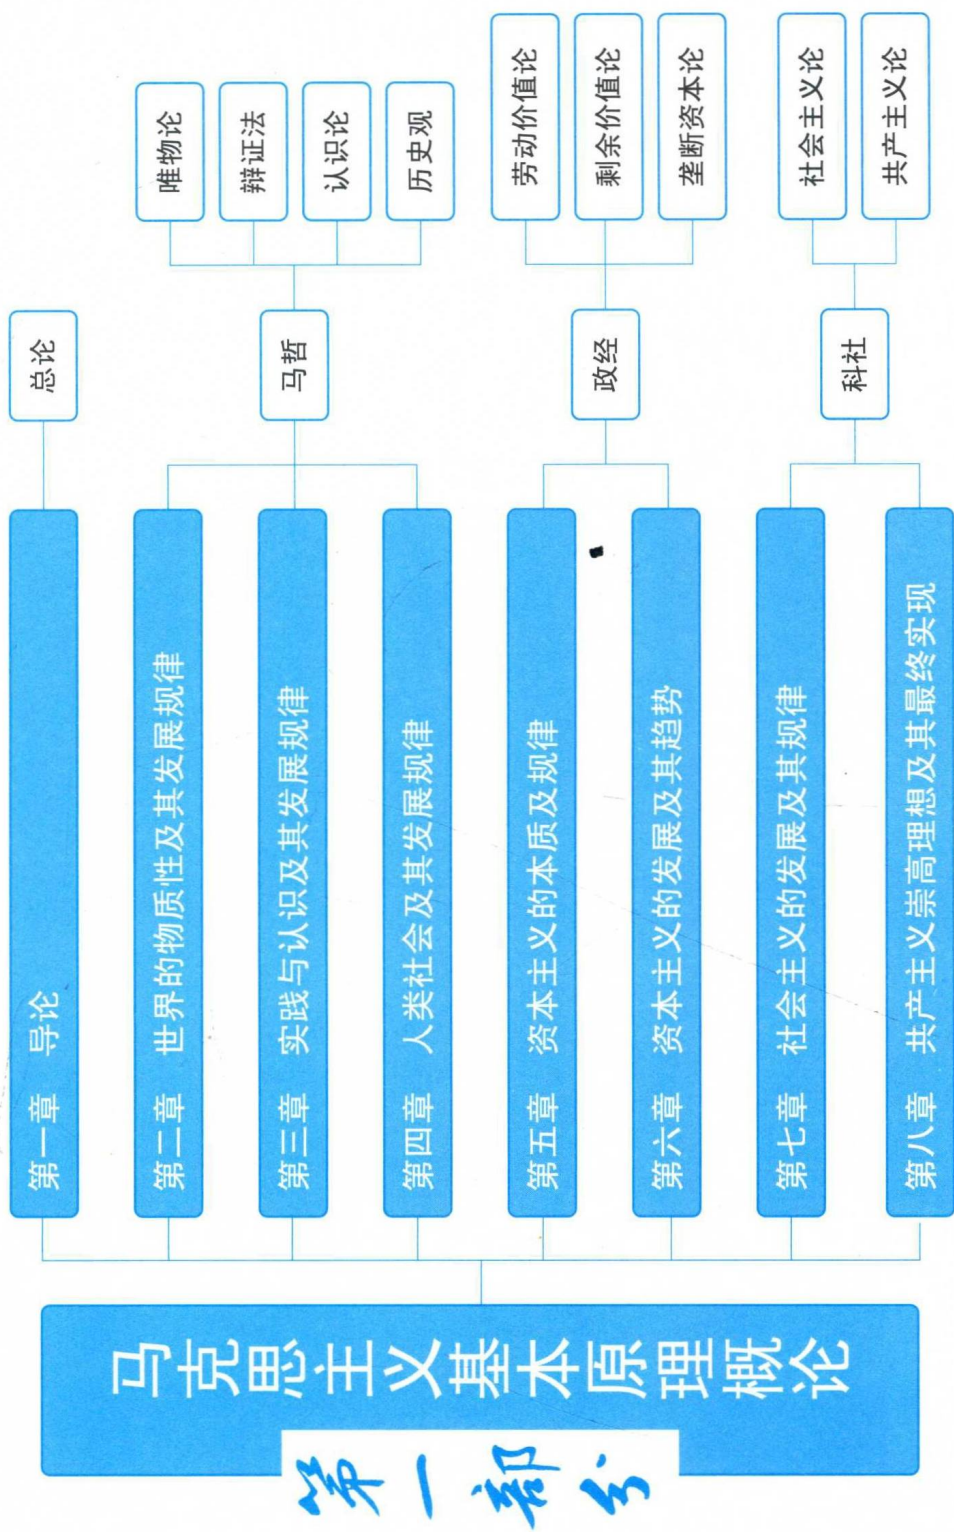 第一部分
马克思主义基本原理概论
第一章 导论
总论
第二章 世界的物质性及其发展规律
第三章 实践与认识及其发展规律
第四章 人类社会及其发展规律
马哲
唯物论
辩证法
认识论
历史观
第五章 资本主义的本质及规律
第六章 资本主义的发展及其趋势
政经
劳动价值论
剩余价值论
垄断资本论
第七章 社会主义的发展及其规律
第八章 共产主义崇高理想及其最终实现
科社
社会主义论
共产主义论